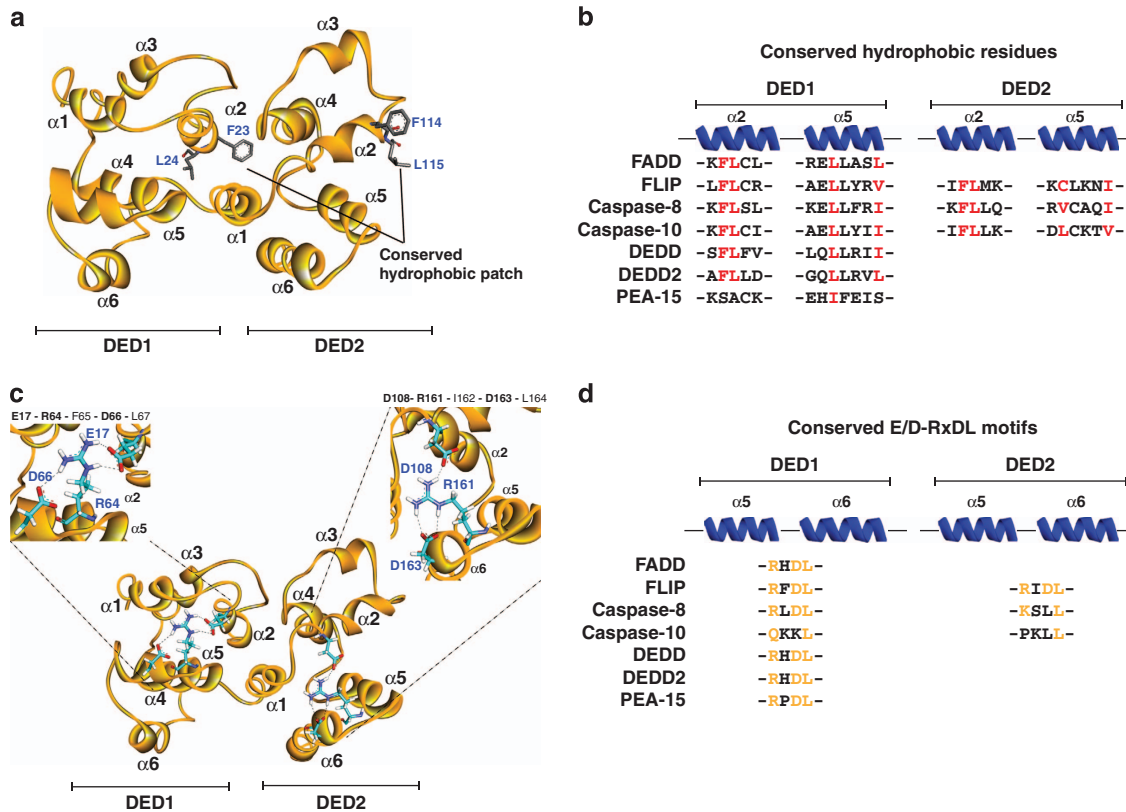 a
α3
α3
α1
α2
α4
F114
F23
α2
L24
L115
α4
α5
α5
α1
Conserved
hydrophobic patch
α6
α6
DED1
DED2
b
Conserved hydrophobic residues
DED1 DED2
α2 α5 α2 α5
FADD -KFLCL- -RELLASL-
FLIP -LFLCR- -AELLYRV- -IFLMK- -KCLKNI-
Caspase-8 -KFLSL- -KELLFRI- -KFLLQ- -RVCAQI-
Caspase-10 -KFLCI- -AELLYII- -IFLLK- -DLCKTV-
DEDD -SFLFV- -LQLLRII-
DEDD2 -AFLLD- -GQLLRVL-
PEA-15 -KSACK- -EHIFEIS-
c
E17 - R64 - F65 - D66 - L67
E17
D66
R64
α2
α5
D108- R161 - I162 - D163 - L164
D108
R161
α2
α5
D163
α6
α3
α3
α1
α4
α2
α2
α5
α4
α1
α5
α6
α6
DED1
DED2
d
Conserved E/D-RxDL motifs
DED1 DED2
α5 α6 α5 α6
FADD -RHDL-
FLIP -RFDL- -RIDL-
Caspase-8 -RLDL- -KSLL-
Caspase-10 -QKKL- -PKLL-
DEDD -RHDL-
DEDD2 -RHDL-
PEA-15 -RPDL-